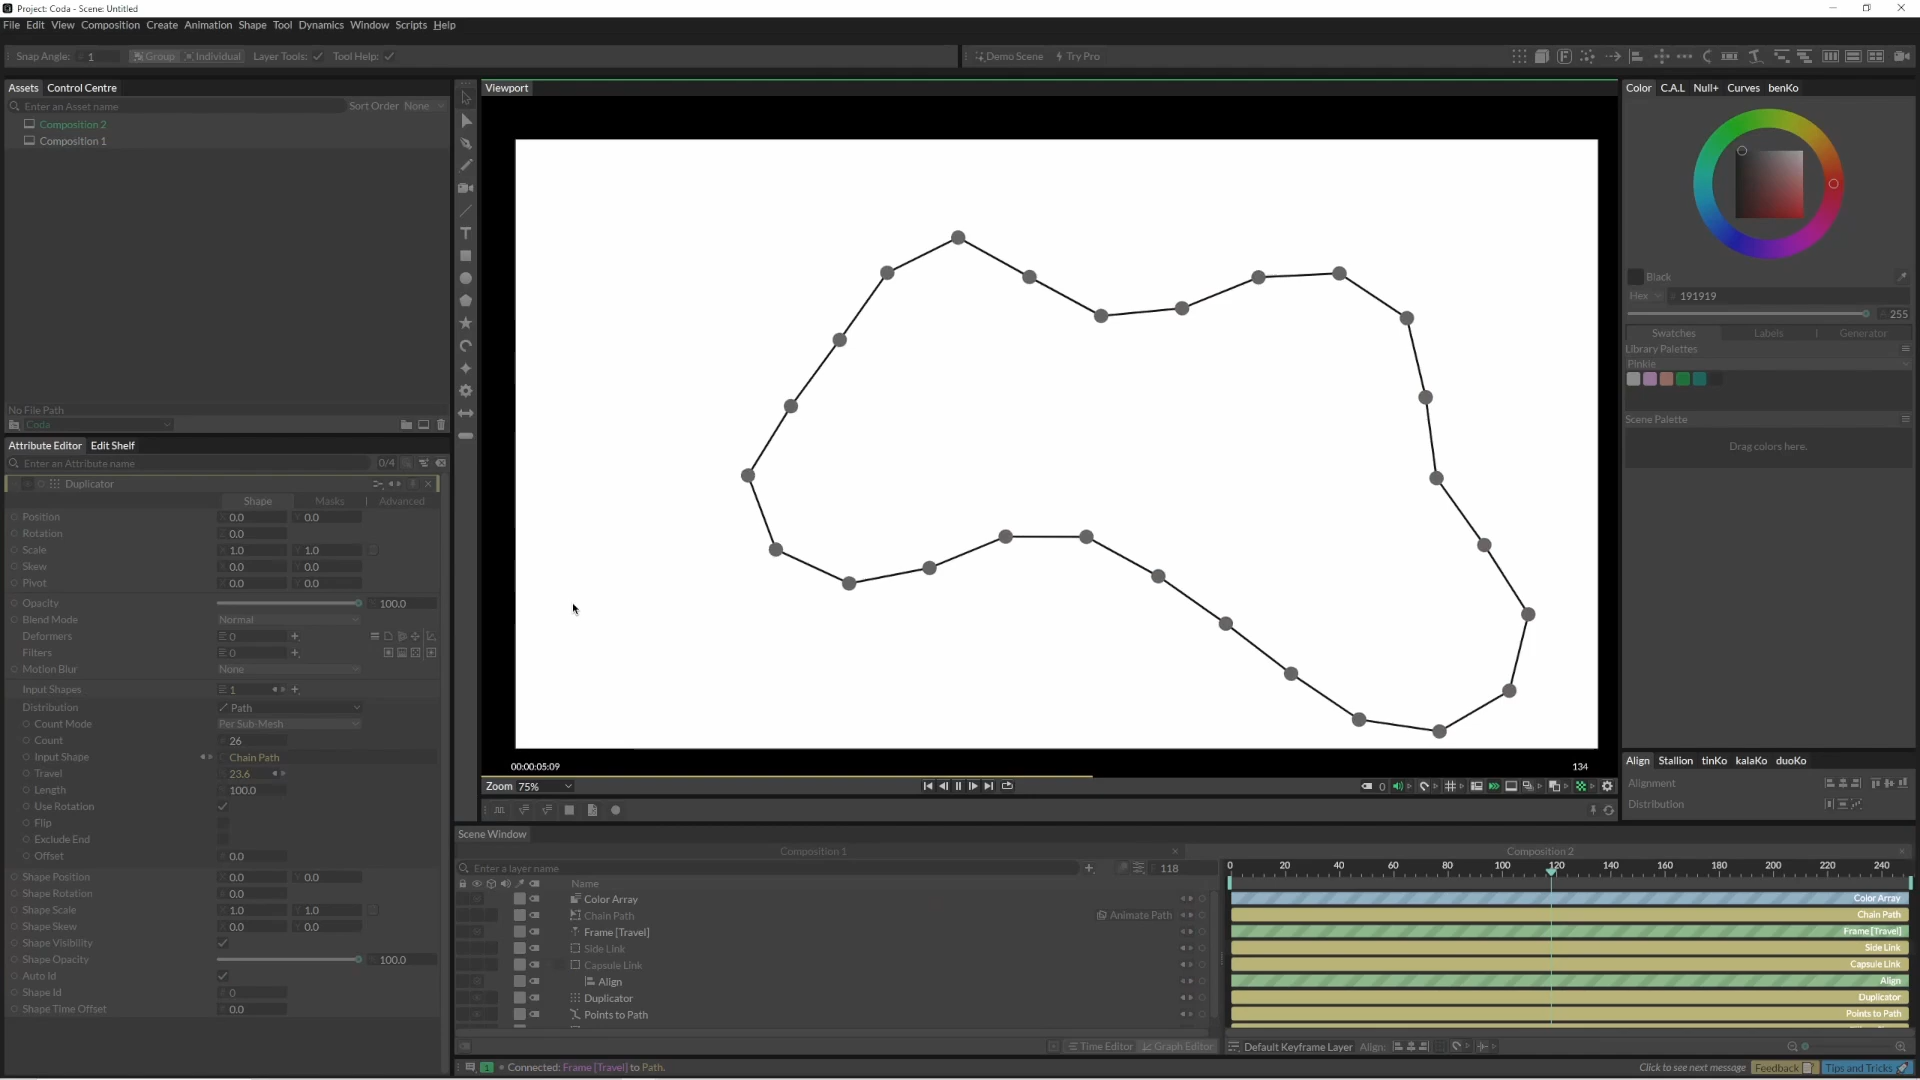 Project: Coda - Scene: Untitled
File Edit View Composition Create Animation Shape Tool Dynamics Window Scripts Help
Snap Angle: 1 Group Individual Layer Tools: Tool Help: Demo Scene Try Pro
Assets Control Centre
Enter an Asset name Sort Order None
Composition 2
Composition 1
No File Path
Coda
Attribute Editor Edit Shelf
Enter an Attribute name 0/4
Duplicator
Shape Masks Advanced
Position 0.0 0.0
Rotation 0.0
Scale 1.0 1.0
Skew 0.0 0.0
Pivot 0.0 0.0
Opacity 100.0
Blend Mode Normal
Deformers 0
Filters 0
Motion Blur None
Input Shapes 1
Distribution Path
Count Mode Per Sub-Mesh
Count 26
Input Shape Chain Path
Travel 23.6
Length 100.0
Use Rotation
Flip
Exclude End
Offset 0.0
Shape Position 0.0 0.0
Shape Rotation 0.0
Shape Scale 1.0 1.0
Shape Skew 0.0 0.0
Shape Visibility
Shape Opacity 100.0
Auto Id
Shape Id 0
Shape Time Offset 0.0
Viewport
00:00:05:09 134
Zoom 75% 0
Scene Window
Composition 1 Composition 2
Enter a layer name 118
Name
Color Array
Chain Path Animate Path
Frame [Travel]
Side Link
Capsule Link
Align
Duplicator
Points to Path
Time Editor Graph Editor
0 20 40 60 80 100 120 140 160 180 200 220 240
Color Array
Chain Path
Frame [Travel]
Side Link
Capsule Link
Align
Duplicator
Points to Path
Default Keyframe Layer Align:
1 Connected: Frame [Travel] to Path.
Click to see next message Feedback Tips and Tricks
Color C.A.L Null+ Curves benKo
Black
Hex 191919
255
Swatches Labels Generator
Library Palettes
Pinkie
Scene Palette
Drag colors here.
Align Stallion tinKo kalaKo duoKo
Alignment
Distribution